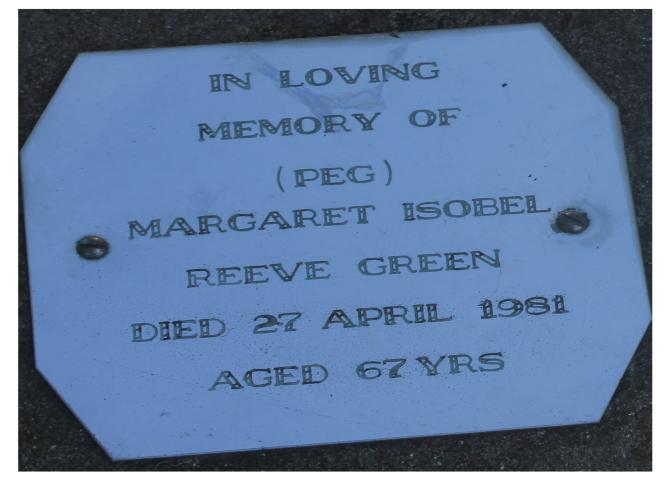 IN LOVING
MEMORY OF
(PEG)
MARGARET ISOBEL
REEVE GREEN
DIED 27 APRIL 1981
AGED 67 YRS